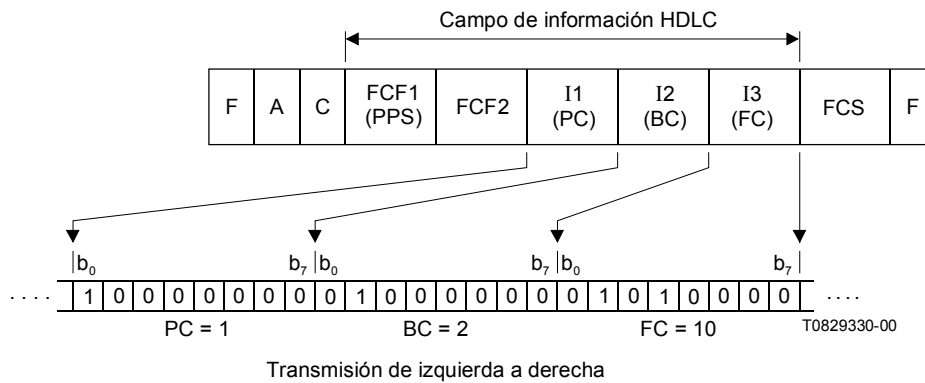 Campo de información HDLC
F A C FCF1 (PPS) FCF2 I1 (PC) I2 (BC) I3 (FC) FCS F
b0 b7 b0 b7 b0 b7
. . . . 1 0 0 0 0 0 0 0 0 1 0 0 0 0 0 0 0 1 0 1 0 0 0 0 . . . .
PC = 1 BC = 2 FC = 10 T0829330-00
Transmisión de izquierda a derecha